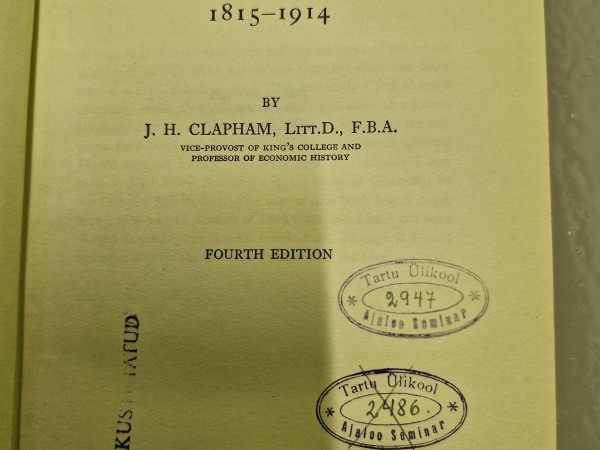 1815–1914
BY
J. H. CLAPHAM, Litt.D., F.B.A.
VICE-PROVOST OF KING'S COLLEGE AND
PROFESSOR OF ECONOMIC HISTORY
FOURTH EDITION
Tartu Ülikool
* 2947 *
Ajaloo Seminar
Tartu Ülikool
* 2486. *
Ajaloo Seminar